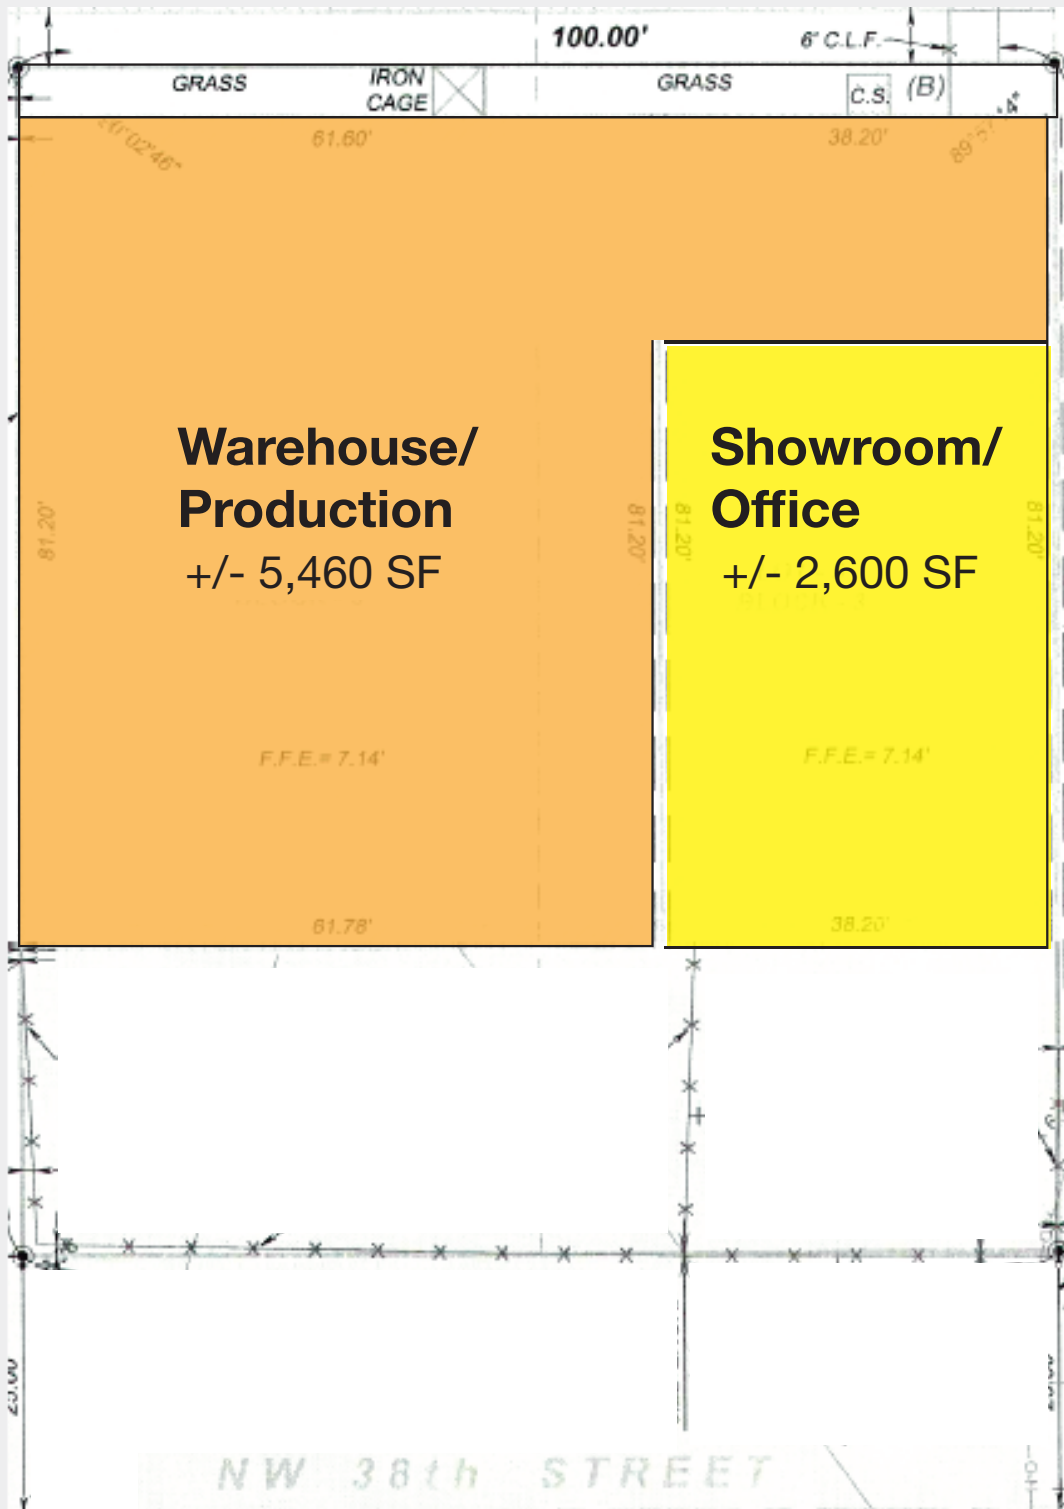 100.00'
6' C.L.F.
GRASS
IRON
CAGE
GRASS
C.S.
(B)
61.60'
38.20'
Warehouse/
Production
+/- 5,460 SF
Showroom/
Office
+/- 2,600 SF
81.20'
81.20'
81.20'
81.20'
F.F.E.= 7.14'
F.F.E.= 7.14'
61.78'
38.20'
NW 38th STREET